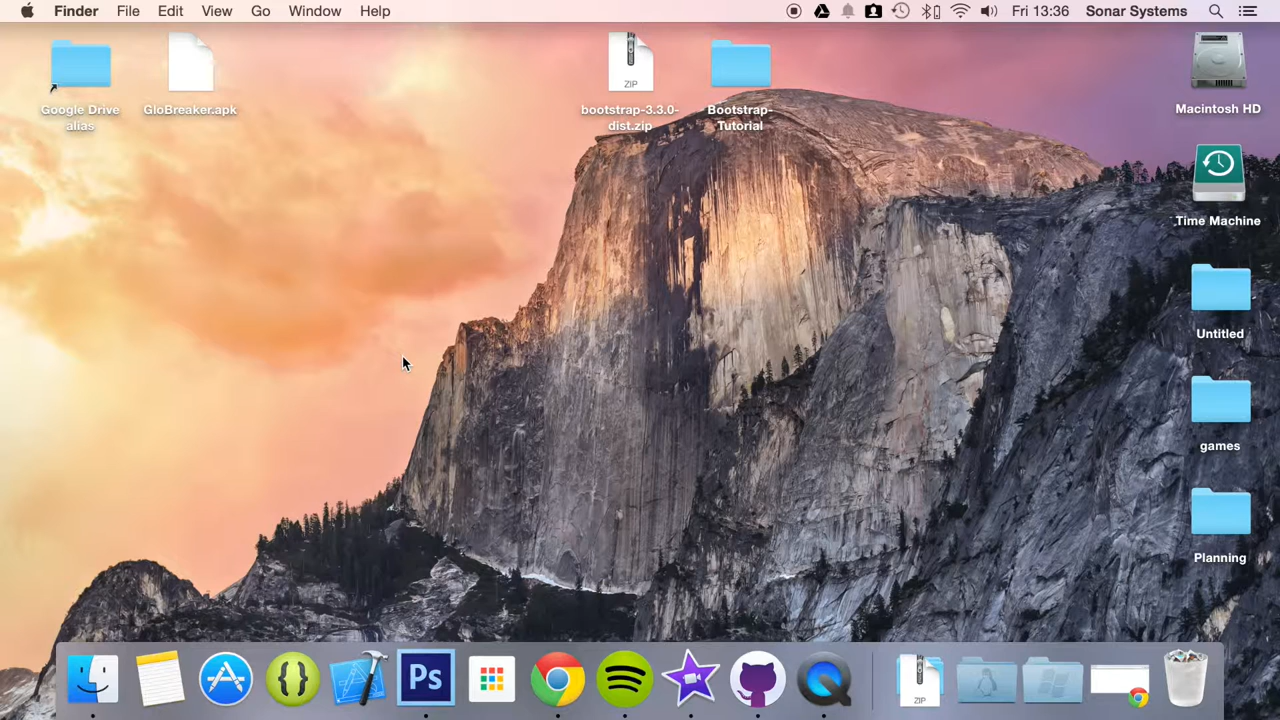 Finder File Edit View Go Window Help
Fri 13:36 Sonar Systems
Google Drive
alias
GloBreaker.apk
ZIP
bootstrap-3.3.0-
dist.zip
Bootstrap-
Tutorial
Macintosh HD
Time Machine
Untitled
games
Planning
Ps
ZIP